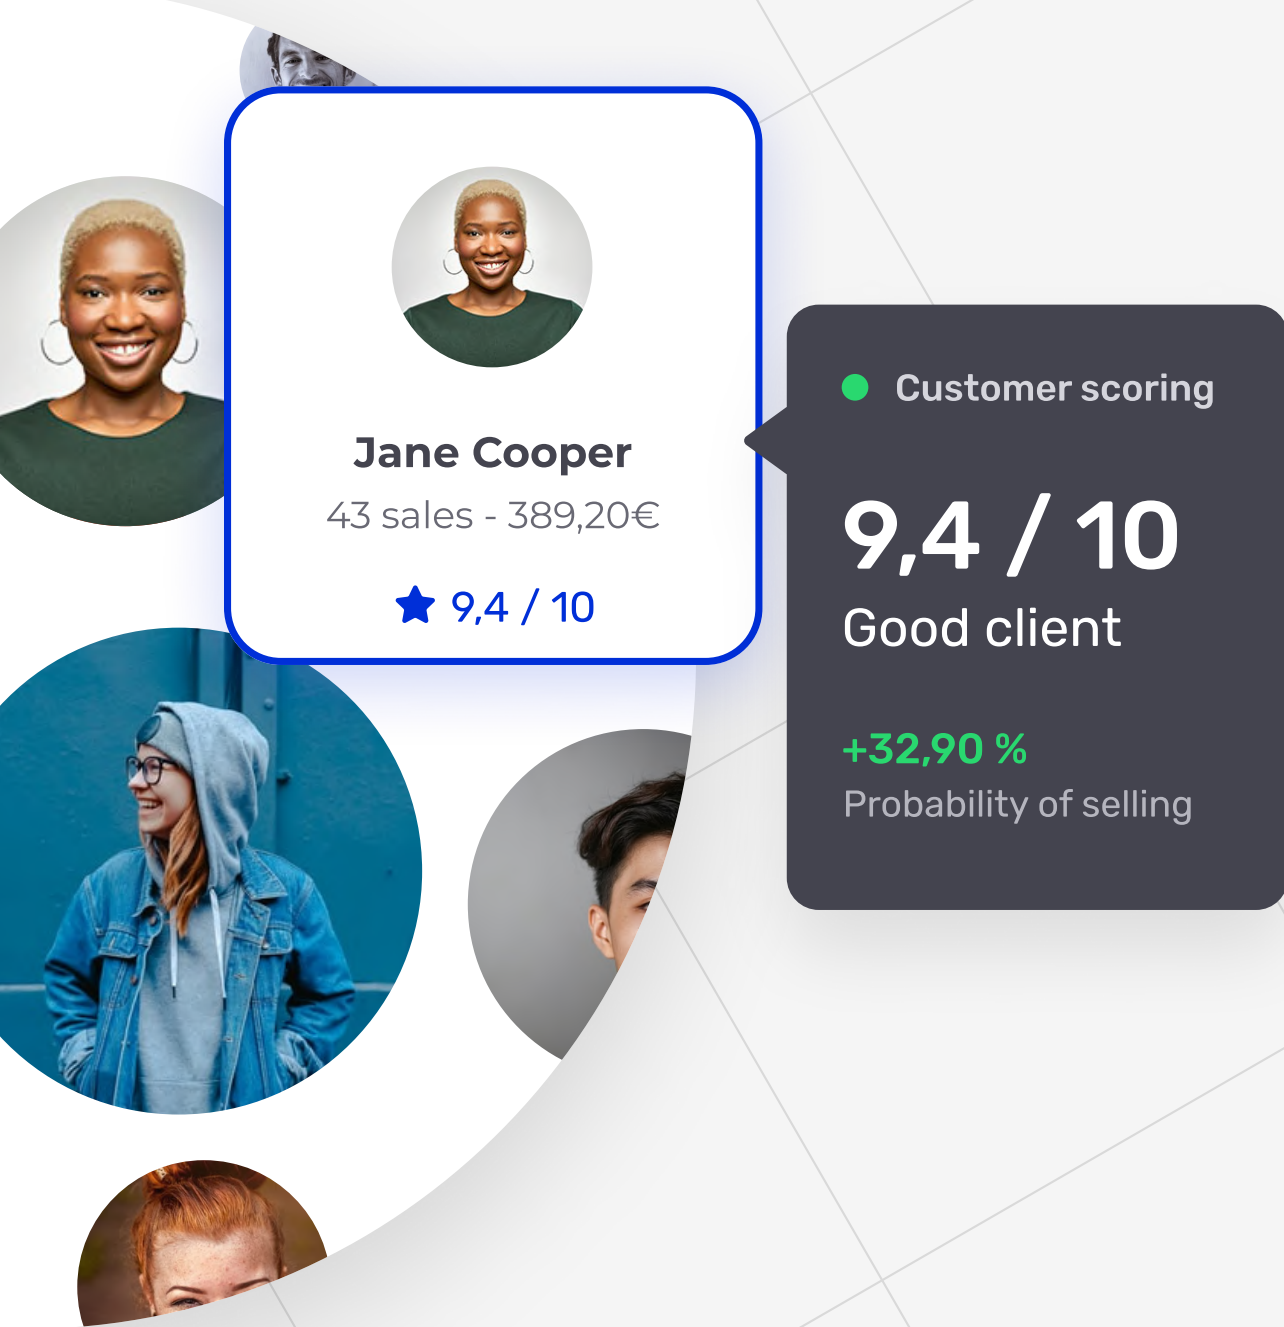 Jane Cooper
43 sales - 389,20€
9,4 / 10
Customer scoring
9,4 / 10
Good client
+32,90 %
Probability of selling